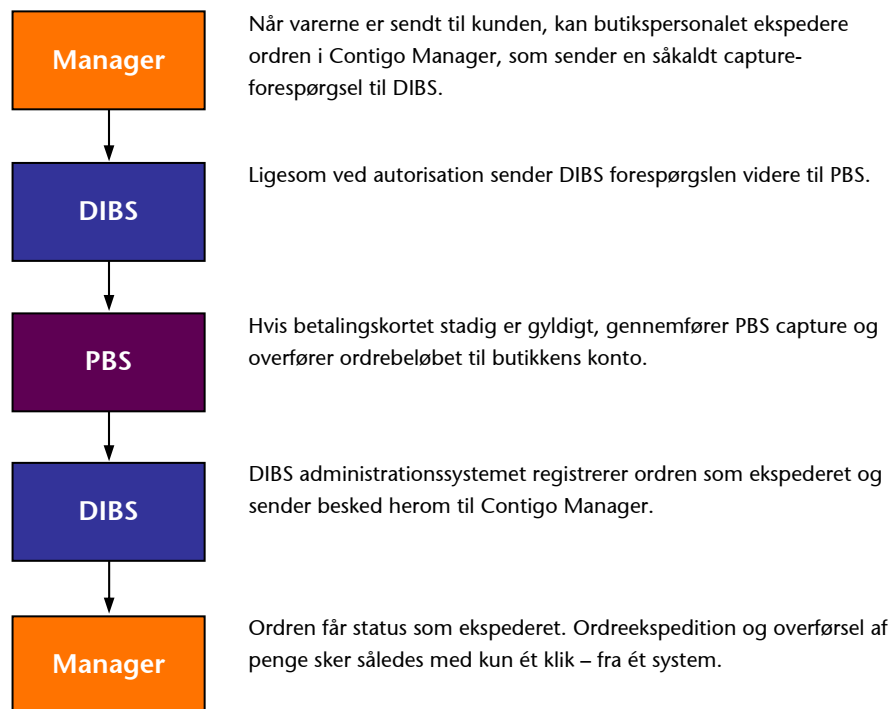 Manager
Når varerne er sendt til kunden, kan butikspersonalet ekspedere
ordren i Contigo Manager, som sender en såkaldt capture-
forespørgsel til DIBS.
DIBS
Ligesom ved autorisation sender DIBS forespørgslen videre til PBS.
PBS
Hvis betalingskortet stadig er gyldigt, gennemfører PBS capture og
overfører ordrebeløbet til butikkens konto.
DIBS
DIBS administrationssystemet registrerer ordren som ekspederet og
sender besked herom til Contigo Manager.
Manager
Ordren får status som ekspederet. Ordreekspedition og overførsel af
penge sker således med kun ét klik – fra ét system.